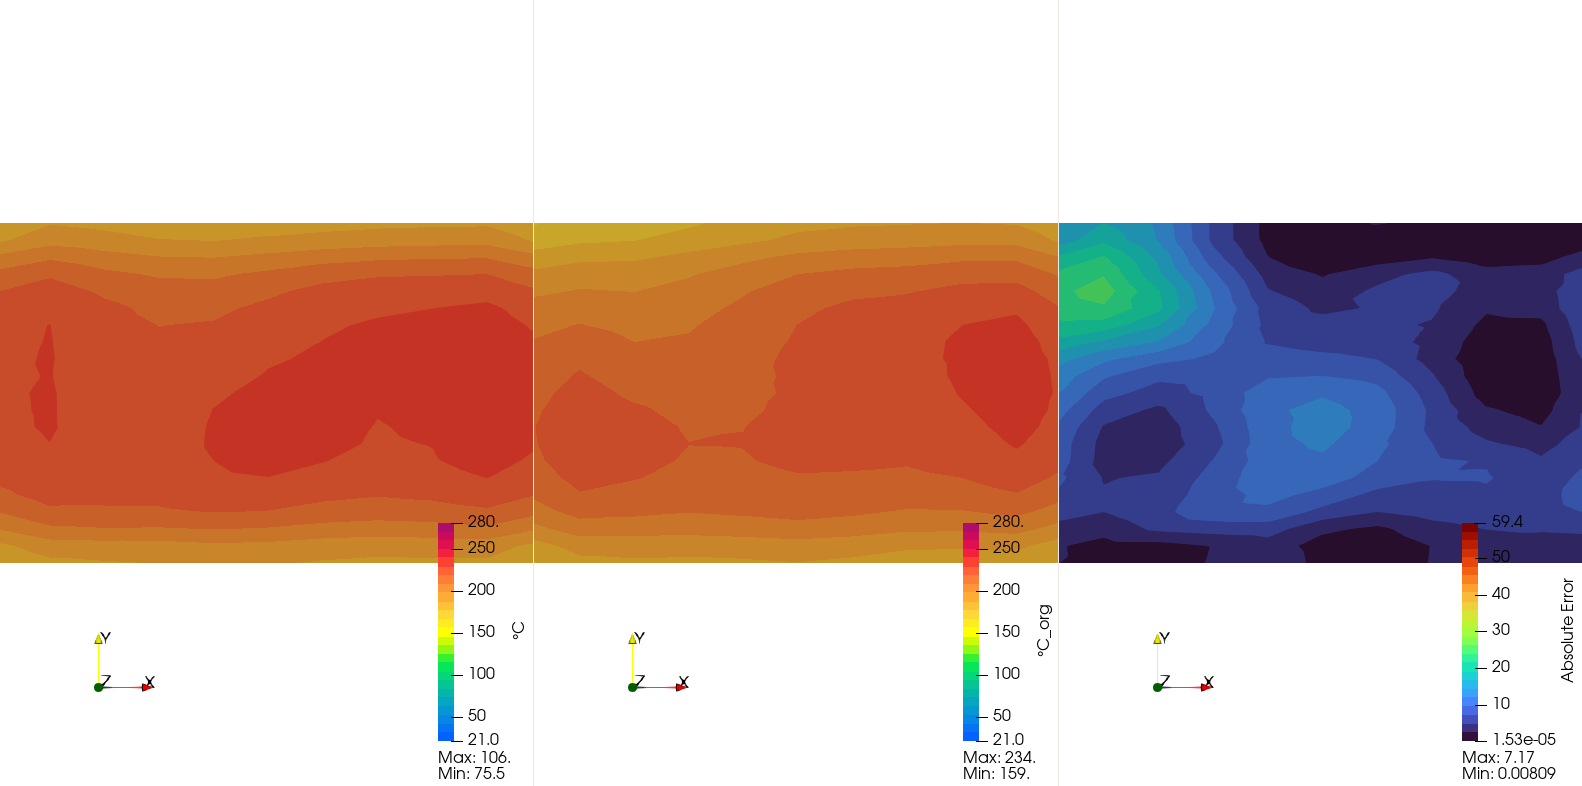 280.
250
200
150
100
50
21.0
°C
Max: 106.
Min: 75.5
Y
Z
X
280.
250
200
150
100
50
21.0
°C_org
Max: 234.
Min: 159.
Y
Z
X
59.4
50
40
30
20
10
1.53e-05
Absolute Error
Max: 7.17
Min: 0.00809
Y
Z
X